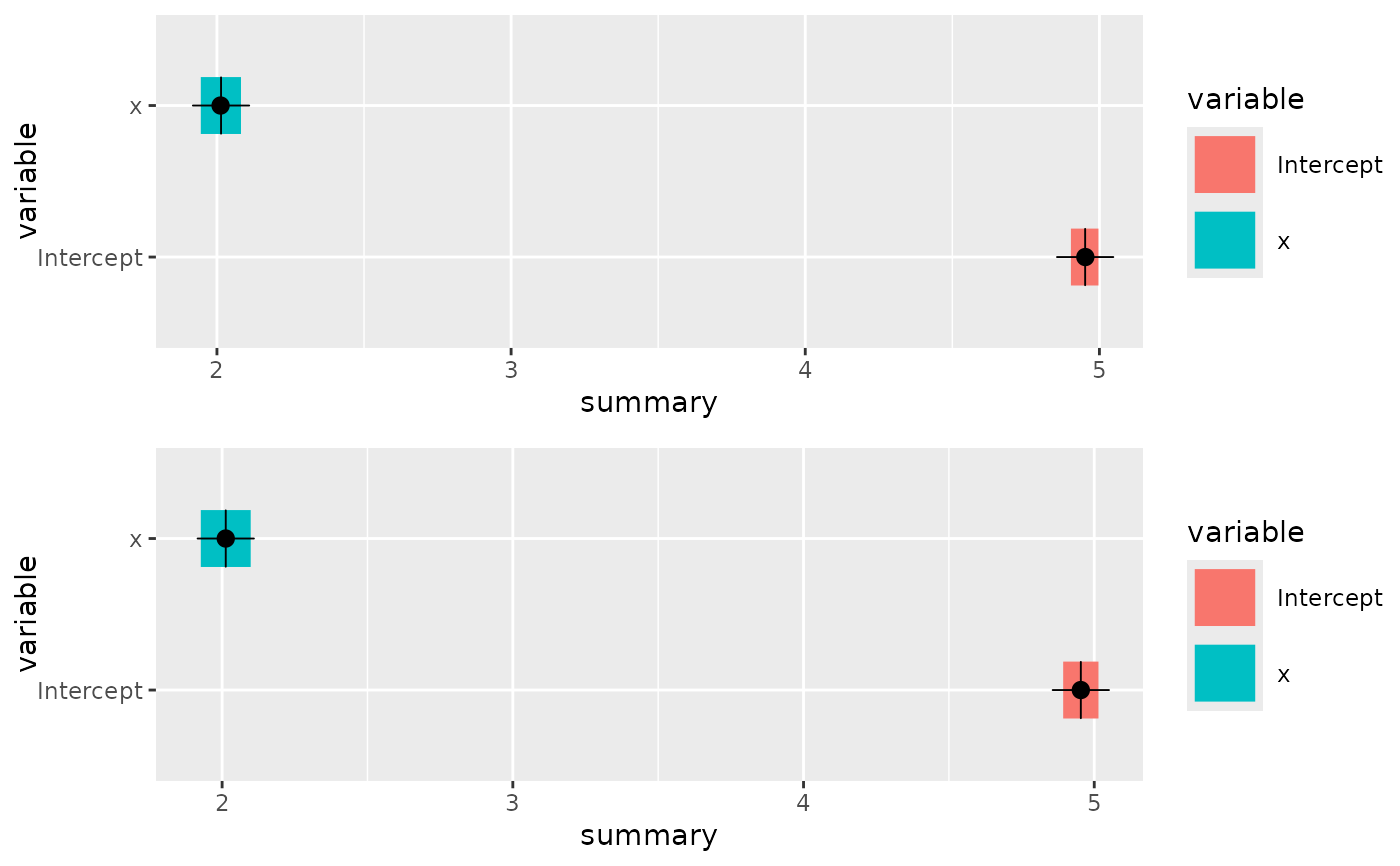 variable
x
Intercept
2 3 4 5
summary
variable
Intercept
x
variable
x
Intercept
2 3 4 5
summary
variable
Intercept
x